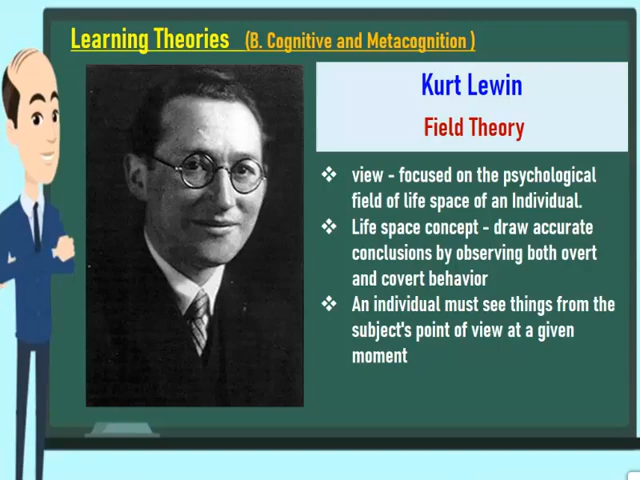 Learning Theories (B. Cognitive and Metacognition )
Kurt Lewin
Field Theory
❖ view - focused on the psychological
field of life space of an Individual.
❖ Life space concept - draw accurate
conclusions by observing both overt
and covert behavior
❖ An individual must see things from the
subject's point of view at a given
moment